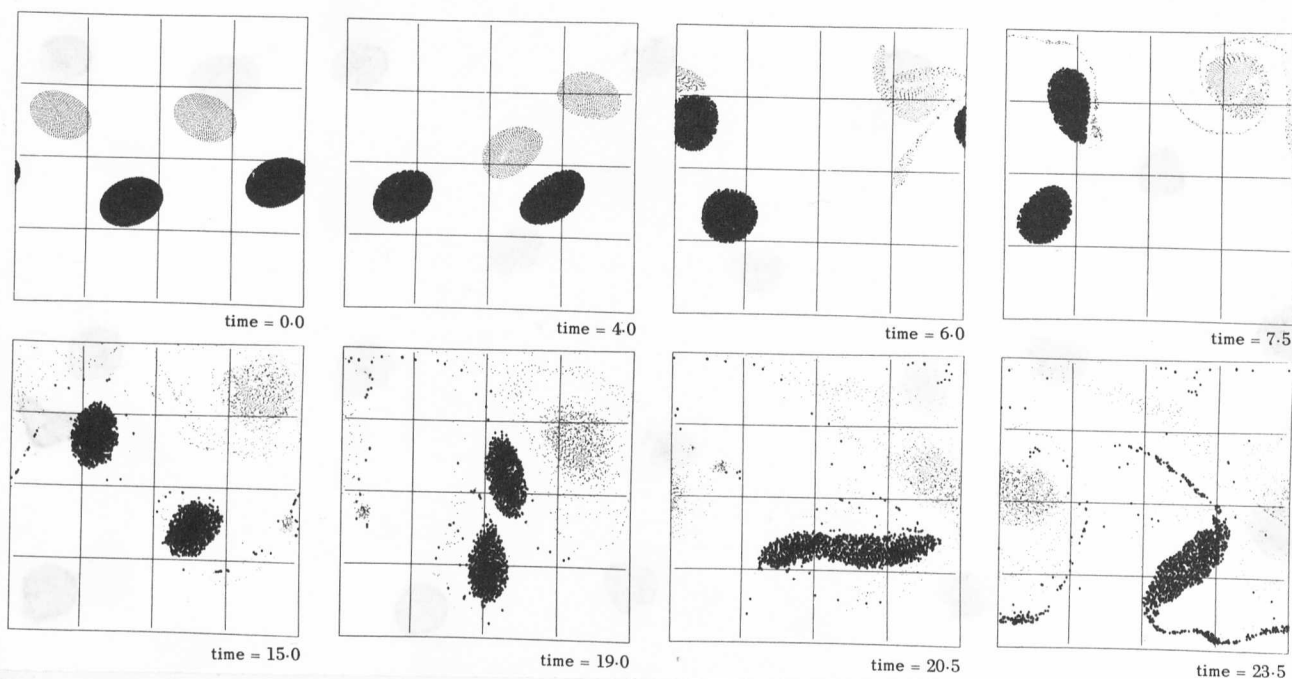 time = 0·0
time = 4·0
time = 6·0
time = 7·5
time = 15·0
time = 19·0
time = 20·5
time = 23·5